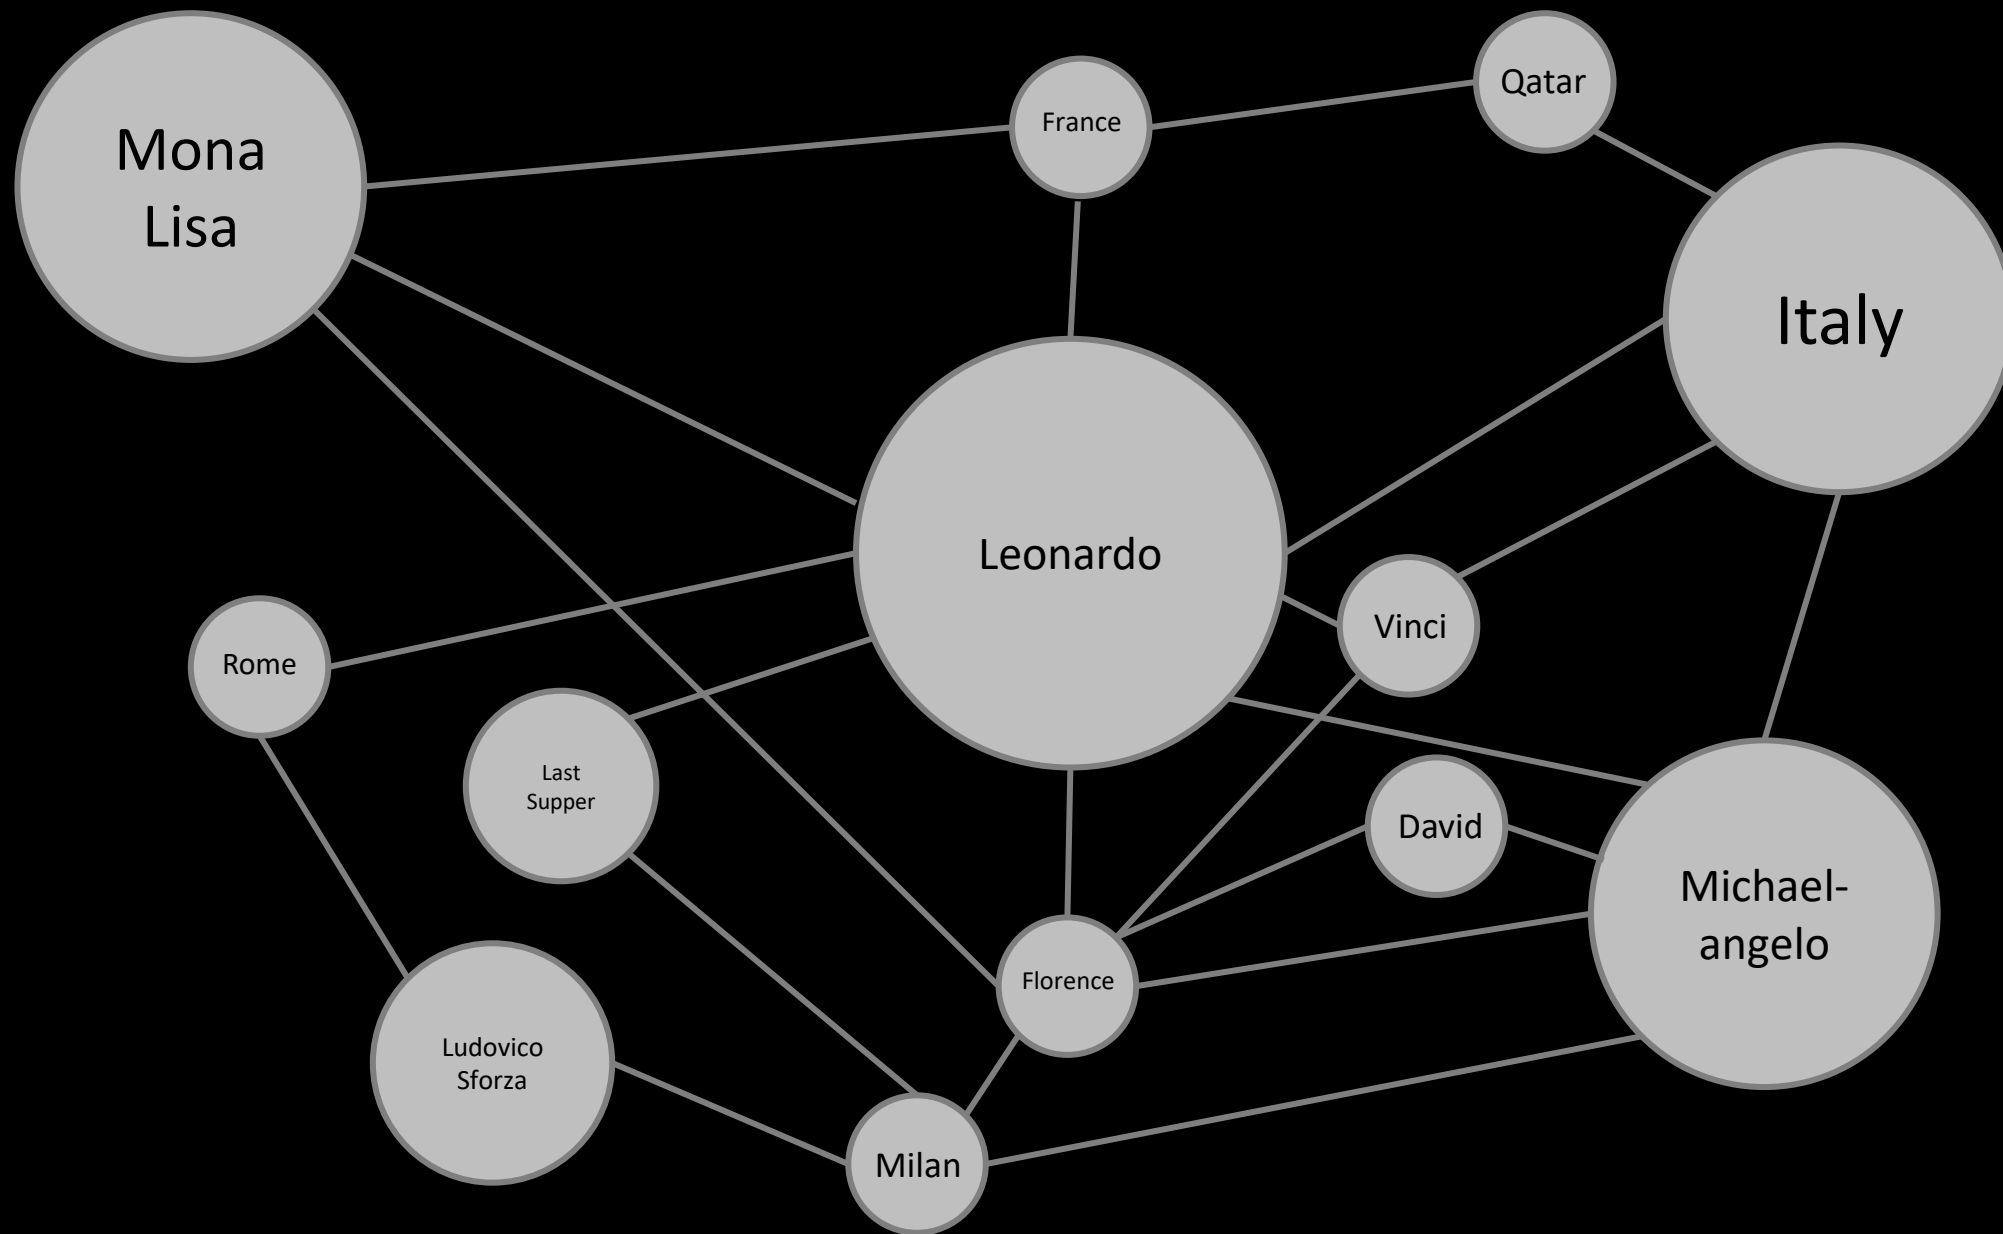 Qatar
France
Mona
Lisa
Italy
Leonardo
Vinci
Rome
Last
Supper
David
Michael-
angelo
Florence
Ludovico
Sforza
Milan